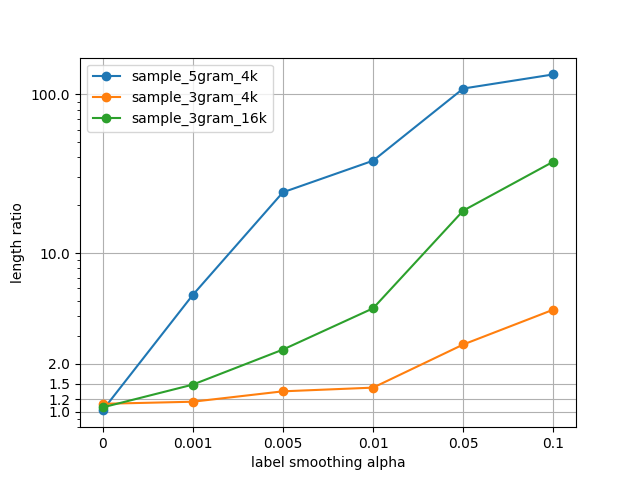 sample_5gram_4k
sample_3gram_4k
sample_3gram_16k
length ratio
100.0
10.0
2.0
1.5
1.2
1.0
0 0.001 0.005 0.01 0.05 0.1
label smoothing alpha